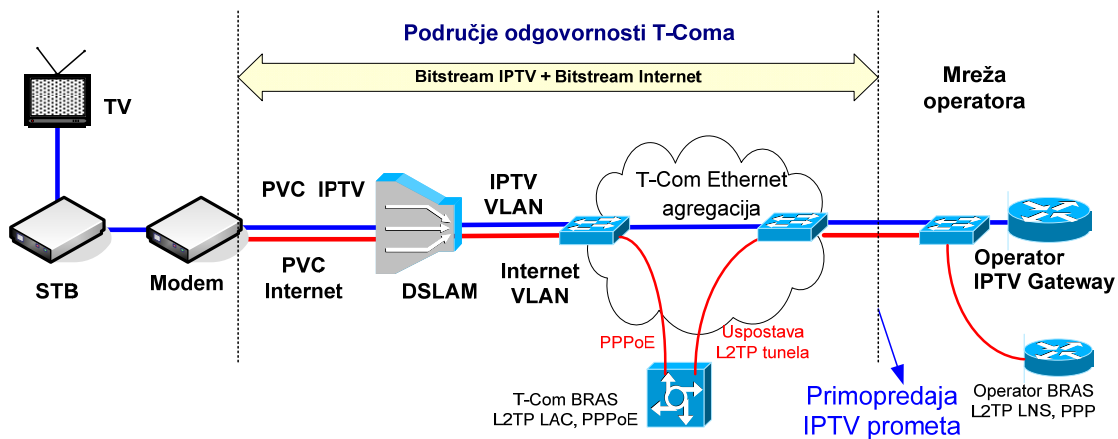 Područje odgovornosti T-Coma
Bitstream IPTV + Bitstream Internet
Mreža
operatora
TV
PVC IPTV
IPTV
VLAN
T-Com Ethernet
agregacija
STB
Modem
PVC
Internet
DSLAM
Internet
VLAN
Operator
IPTV Gateway
PPPoE
Uspostava
L2TP tunela
T-Com BRAS
L2TP LAC, PPPoE
Primopredaja
IPTV prometa
Operator BRAS
L2TP LNS, PPP